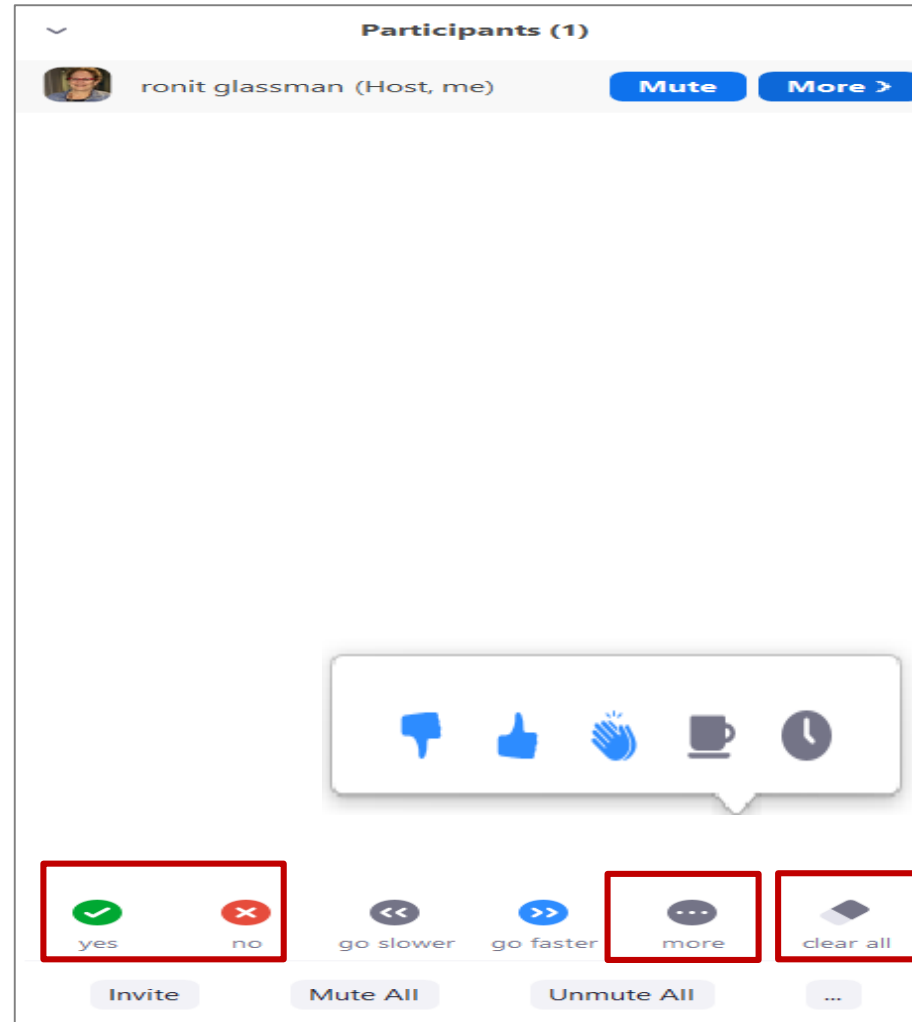 Participants (1)
ronit glassman (Host, me) Mute More >
yes no go slower go faster more clear all
Invite Mute All Unmute All ...